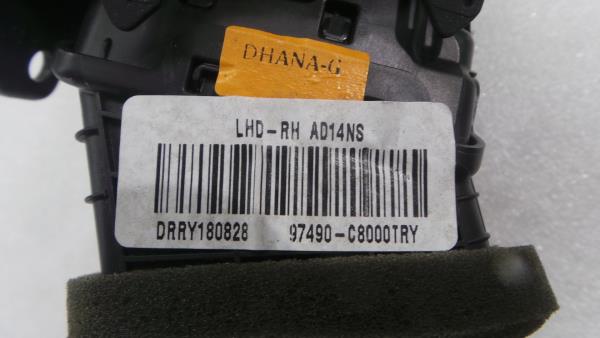 DHANA-G
LHD-RH AD14NS
DRRY180828 97490-C8000TRY